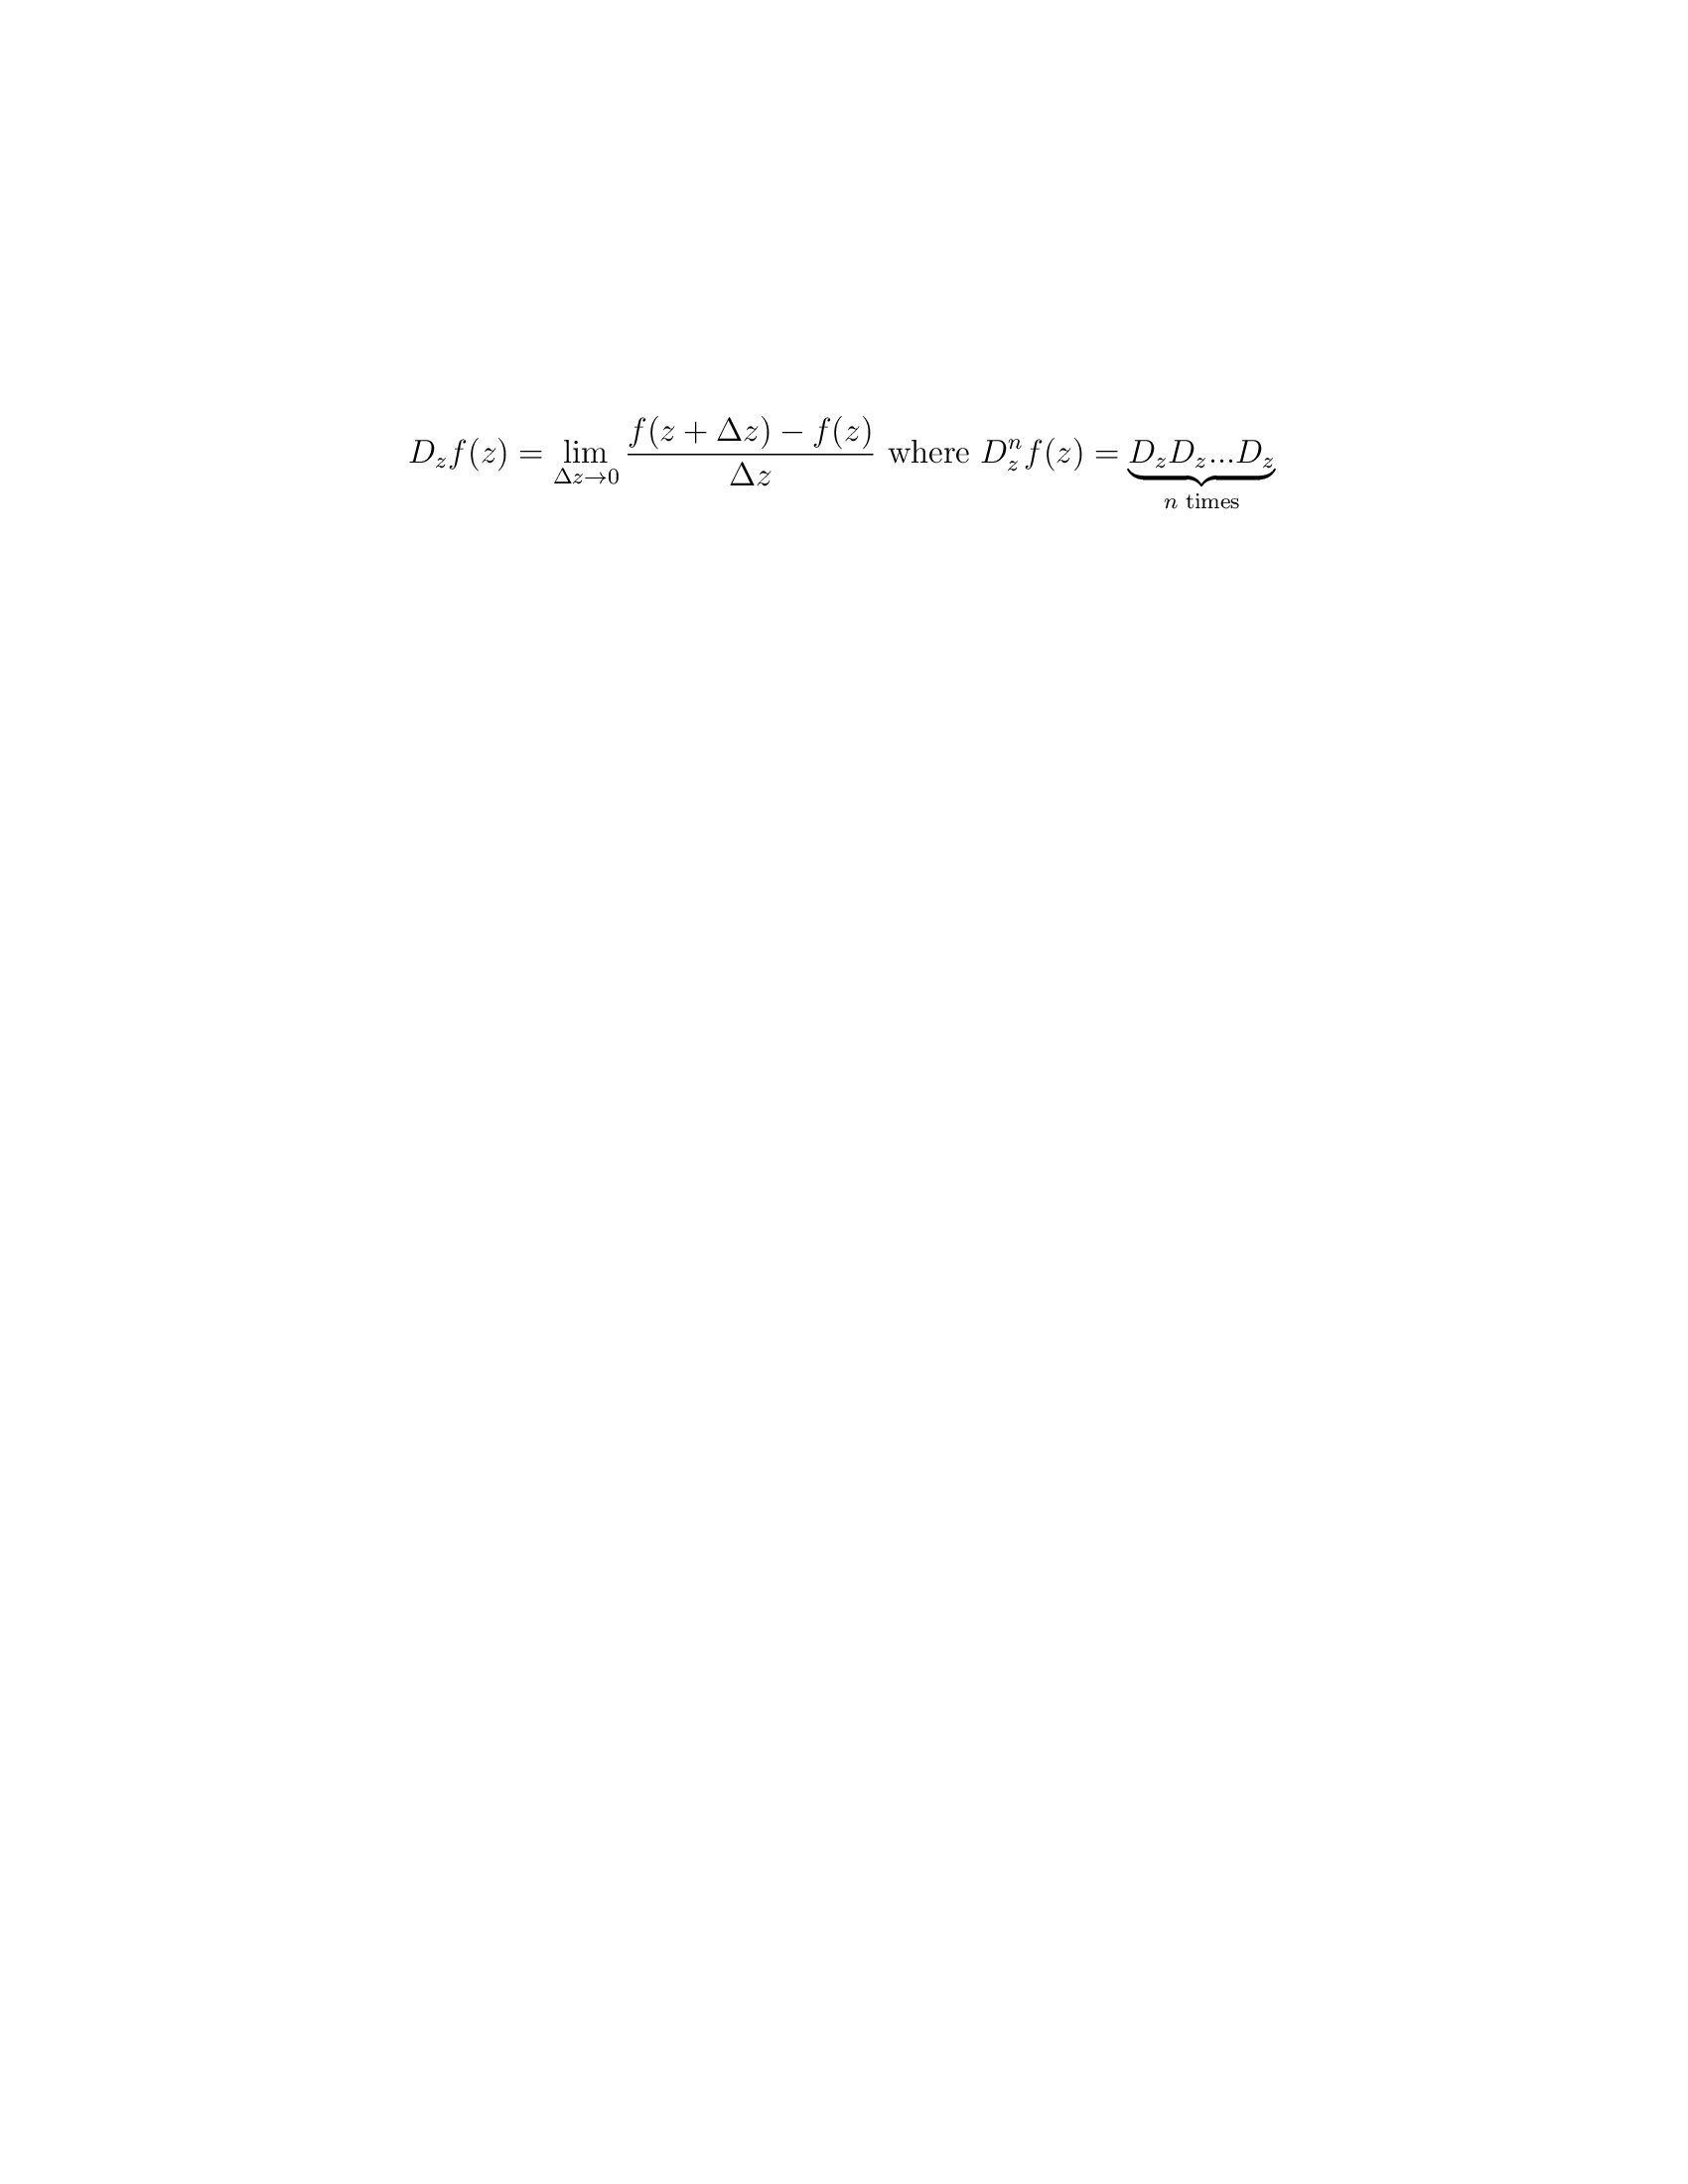 $D_z f(z) = \lim_{\Delta z \to 0} \frac{f(z + \Delta z) - f(z)}{\Delta z}$ where $D_z^n f(z) = \underbrace{D_z D_z ... D_z}_{n \text{ times}}$